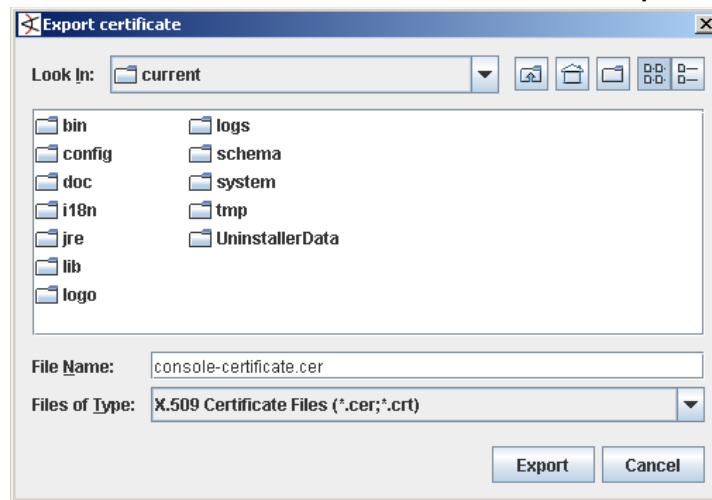 Export certificate
Look In: current
bin
config
doc
i18n
jre
lib
logo
logs
schema
system
tmp
UninstallerData
File Name: console-certificate.cer
Files of Type: X.509 Certificate Files (*.cer;*.crt)
Export Cancel